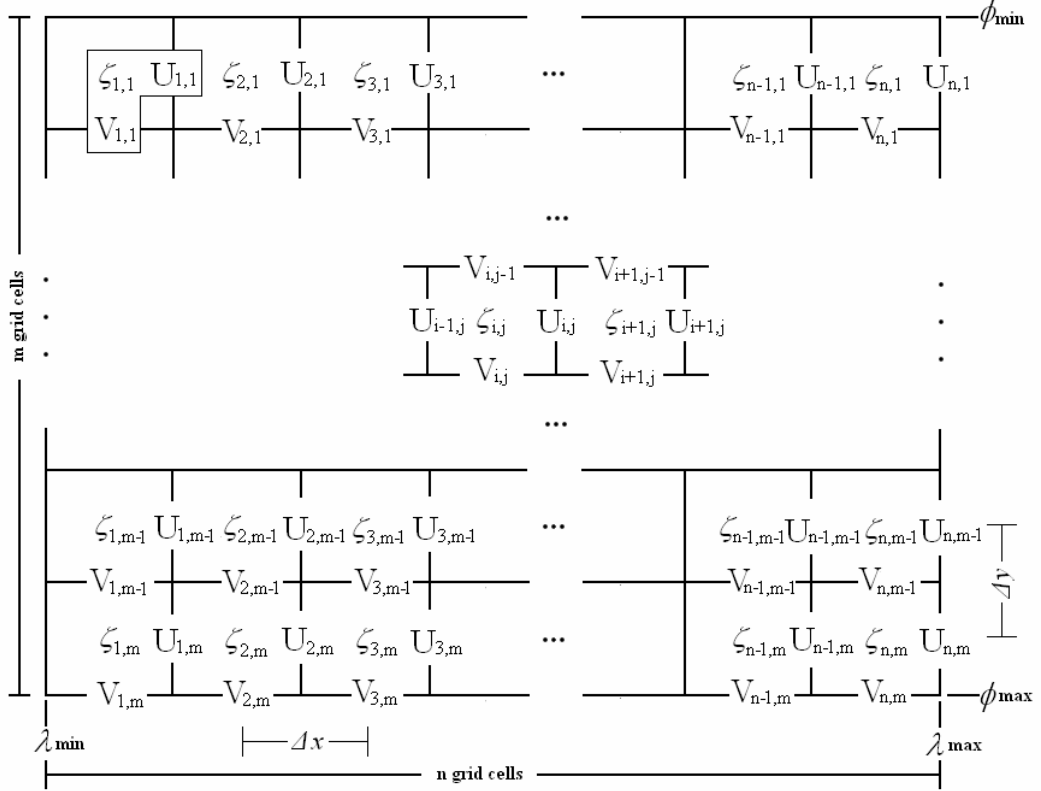 ϕmin
ζ1,1 U1,1 ζ2,1 U2,1 ζ3,1 U3,1 ... ζn-1,1 Un-1,1 ζn,1 Un,1
V1,1 V2,1 V3,1 Vn-1,1 Vn,1
...
m grid cells
Vi,j-1 Vi+1,j-1
Ui-1,j ζi,j Ui,j ζi+1,j Ui+1,j
Vi,j Vi+1,j
...
ζ1,m-1 U1,m-1 ζ2,m-1 U2,m-1 ζ3,m-1 U3,m-1 ... ζn-1,m-1 Un-1,m-1 ζn,m-1 Un,m-1
V1,m-1 V2,m-1 V3,m-1 Vn-1,m-1 Vn,m-1
Δy
ζ1,m U1,m ζ2,m U2,m ζ3,m U3,m ... ζn-1,m Un-1,m ζn,m Un,m
V1,m V2,m V3,m Vn-1,m Vn,m
ϕmax
λmin Δx λmax
n grid cells